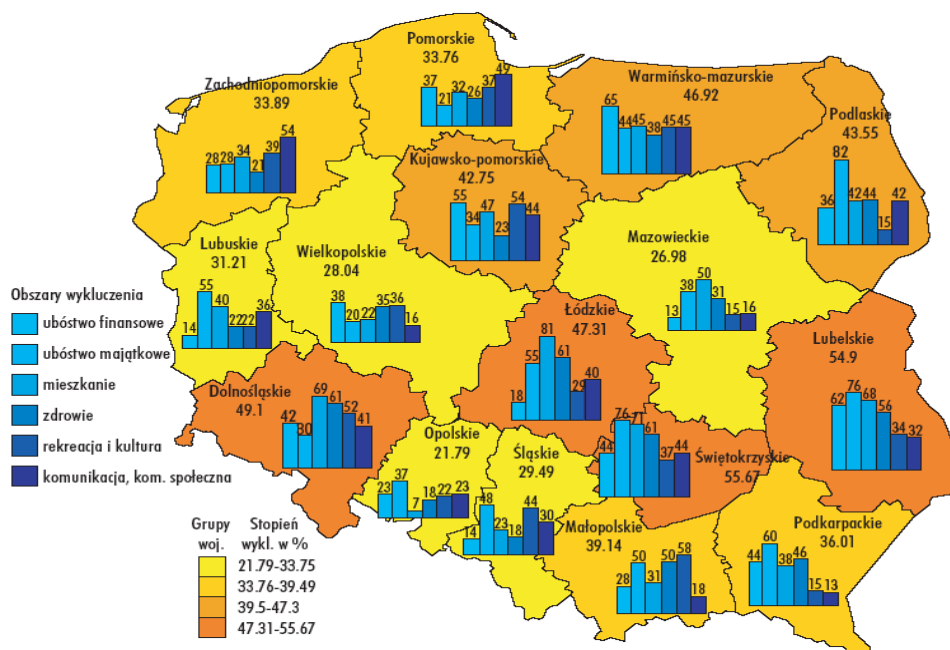 Pomorskie
33.76
37 21 32 26 37 49
Zachodniopomorskie
33.89
28 28 34 21 39 54
Warmińsko-mazurskie
46.92
65 44 45 38 45 45
Podlaskie
43.55
36 82 42 44 15 42
Kujawsko-pomorskie
42.75
55 34 47 23 54 44
Lubuskie
31.21
14 55 40 22 22 36
Wielkopolskie
28.04
38 20 22 35 36 16
Mazowieckie
26.98
13 38 50 31 15 16
Obszary wykluczenia
ubóstwo finansowe
ubóstwo majątkowe
mieszkanie
zdrowie
rekreacja i kultura
komunikacja, kom. społeczna
Łódzkie
47.31
18 55 81 61 29 40
Lubelskie
54.9
62 76 68 56 34 32
Dolnośląskie
49.1
42 30 69 61 52 41
Opolskie
21.79
23 37 7 18 22 23
Śląskie
29.49
14 48 23 18 44 30
Świętokrzyskie
55.67
44 76 71 61 37 44
Małopolskie
39.14
28 50 31 50 58 18
Podkarpackie
36.01
44 60 38 46 15 13
Grupy Stopień
woj. wykl. w %
21.79-33.75
33.76-39.49
39.5-47.3
47.31-55.67